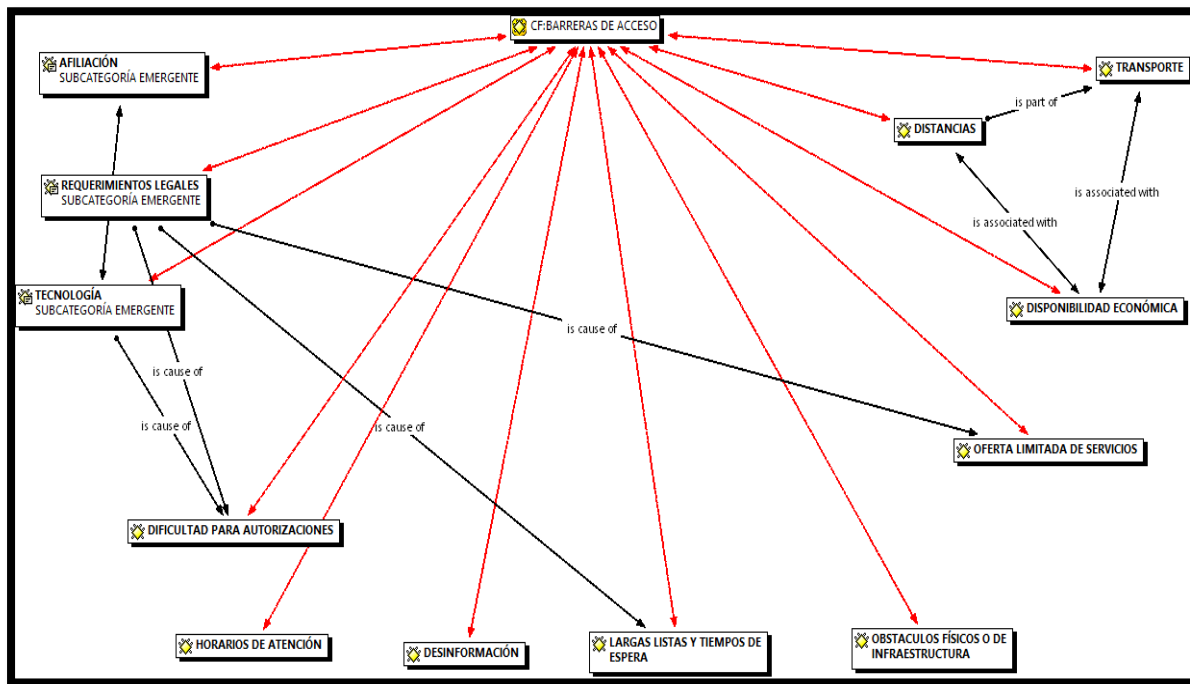 CF:BARRERAS DE ACCESO
AFILIACIÓN
SUBCATEGORÍA EMERGENTE
TRANSPORTE
is part of
DISTANCIAS
REQUERIMIENTOS LEGALES
SUBCATEGORÍA EMERGENTE
is associated with
is associated with
TECNOLOGÍA
SUBCATEGORÍA EMERGENTE
DISPONIBILIDAD ECONÓMICA
is cause of
is cause of
is cause of
is cause of
OFERTA LIMITADA DE SERVICIOS
DIFICULTAD PARA AUTORIZACIONES
HORARIOS DE ATENCIÓN
DESINFORMACIÓN
LARGAS LISTAS Y TIEMPOS DE
ESPERA
OBSTACULOS FÍSICOS O DE
INFRAESTRUCTURA